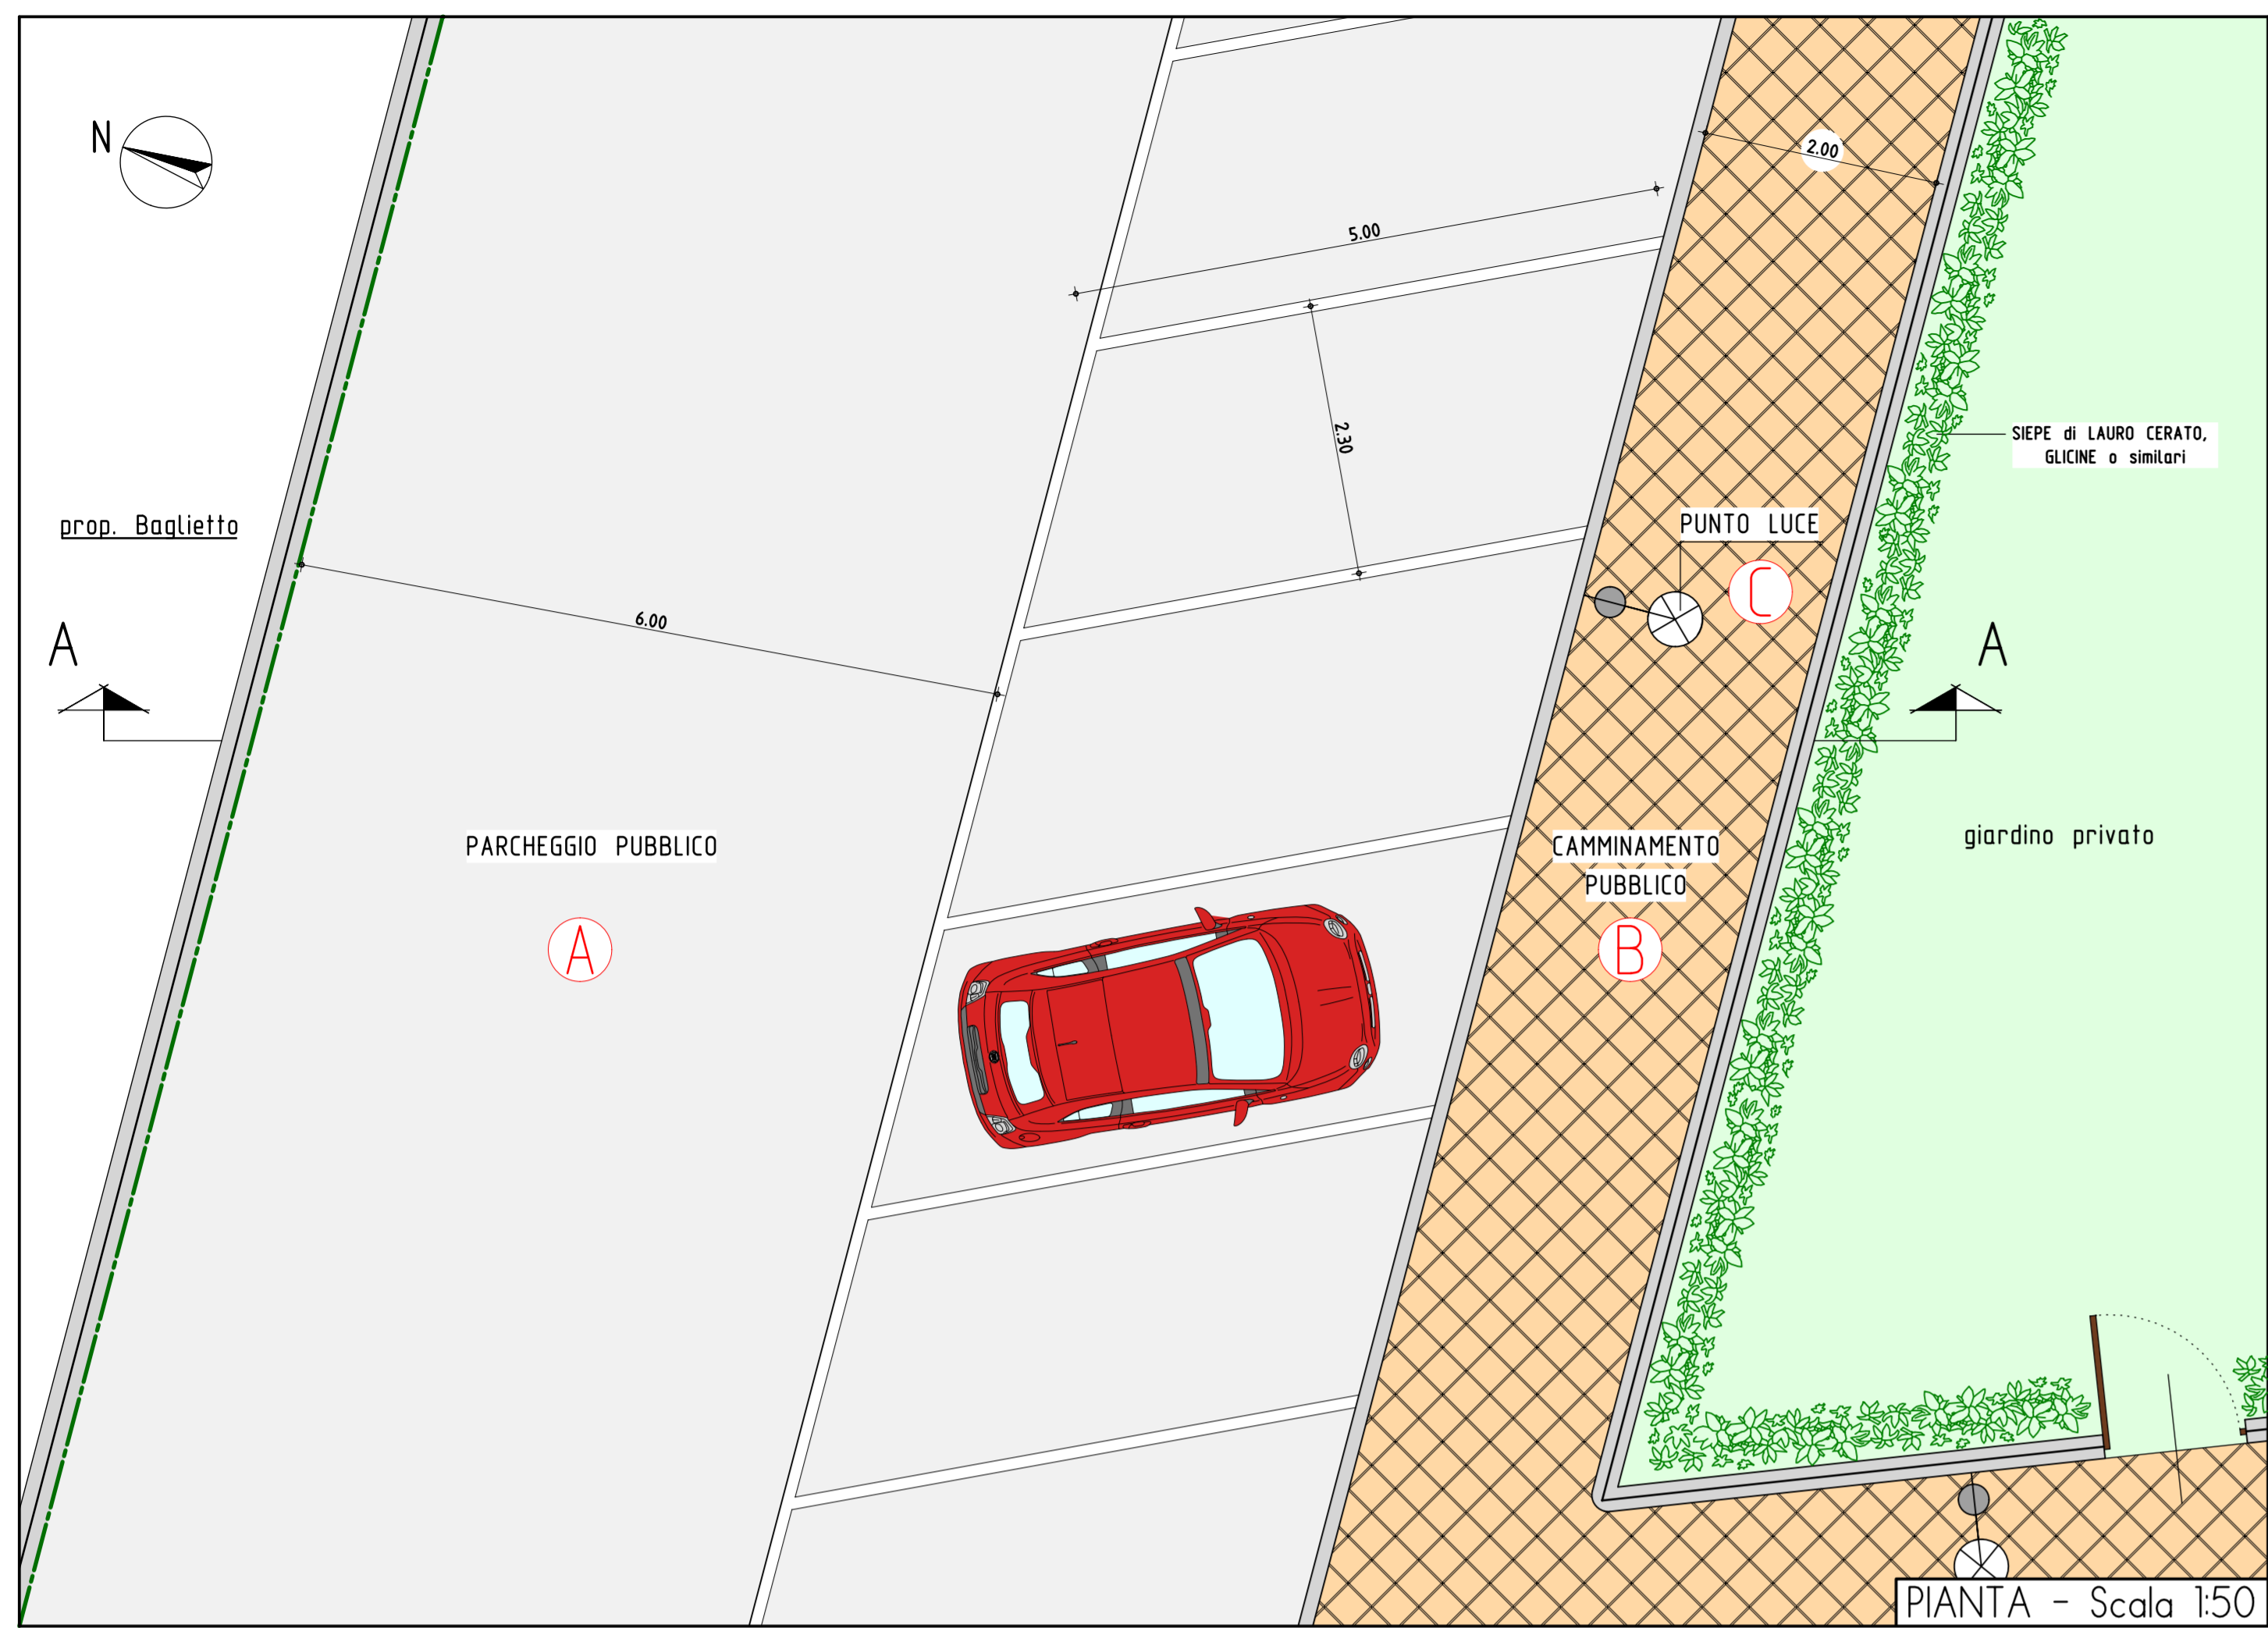 N
2.00
5.00
2.30
SIEPE di LAURO CERATO,
GLICINE o similari
PUNTO LUCE
C
prop. Baglietto
6.00
A
A
PARCHEGGIO PUBBLICO
CAMMINAMENTO
PUBBLICO
giardino privato
A
B
PIANTA - Scala 1:50